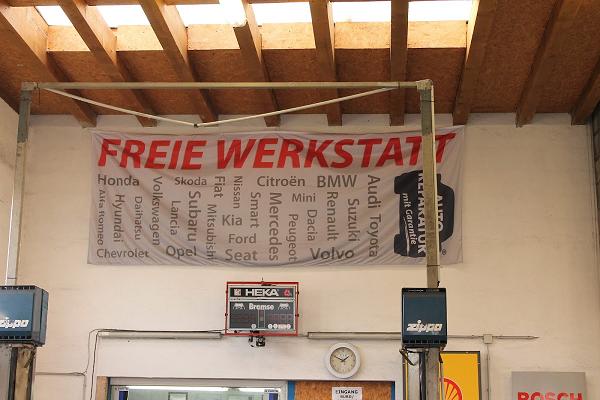 FREIE WERKSTATT
Honda
Alfa Romeo
Hyundai
Daihatsu
Chevrolet
Volkswagen
Skoda
Lancia
Subaru
Opel
Fiat
Mitsubishi
Nissan
Kia
Smart
Ford
Seat
Citroën
Mercedes
Peugeot
Mini
Dacia
BMW
Renault
Suzuki
Volvo
Audi
Toyota
AUTO
REPARATUR
mit Garantie
HEKA
Bremse
zippo
zippo
EINGANG
BOSCH